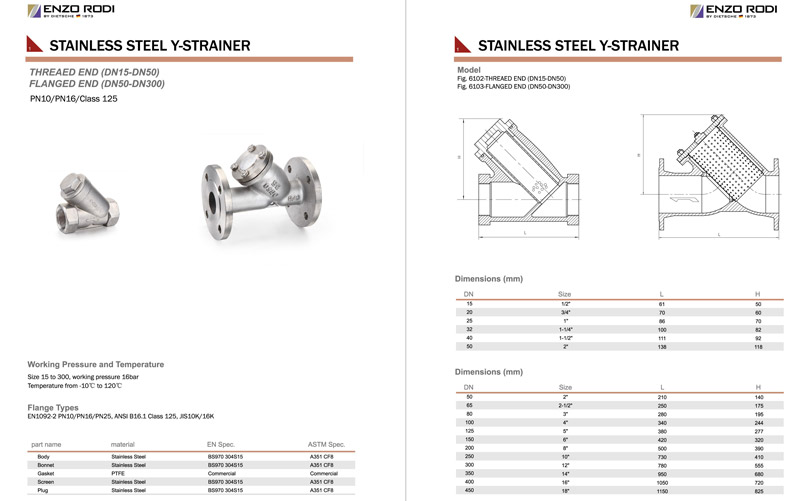 ENZO RODI
BY DIETSCHE 1873
STAINLESS STEEL Y-STRAINER
THREAED END (DN15-DN50)
FLANGED END (DN50-DN300)
PN10/PN16/Class 125
Working Pressure and Temperature
Size 15 to 300, working pressure 16bar
Temperature from -10℃ to 120℃
Flange Types
EN1092-2 PN10/PN16/PN25, ANSI B16.1 Class 125, JIS10K/16K
part name material EN Spec. ASTM Spec.
Body Stainless Steel BS970 304S15 A351 CF8
Bonnet Stainless Steel BS970 304S15 A351 CF8
Gasket PTFE Commercial Commercial
Screen Stainless Steel BS970 304S15 A351 CF8
Plug Stainless Steel BS970 304S15 A351 CF8
ENZO RODI
BY DIETSCHE 1873
STAINLESS STEEL Y-STRAINER
Model
Fig. 6102-THREAED END (DN15-DN50)
Fig. 6103-FLANGED END (DN50-DN300)
H
L
H
L
Dimensions (mm)
DN Size L H
15 1/2" 61 50
20 3/4" 70 60
25 1" 86 70
32 1-1/4" 100 82
40 1-1/2" 111 92
50 2" 138 118
Dimensions (mm)
DN Size L H
50 2" 210 140
65 2-1/2" 250 175
80 3" 280 195
100 4" 340 244
125 5" 380 277
150 6" 420 320
200 8" 500 390
250 10" 730 410
300 12" 780 555
350 14" 950 680
400 16" 1050 720
450 18" 1150 825